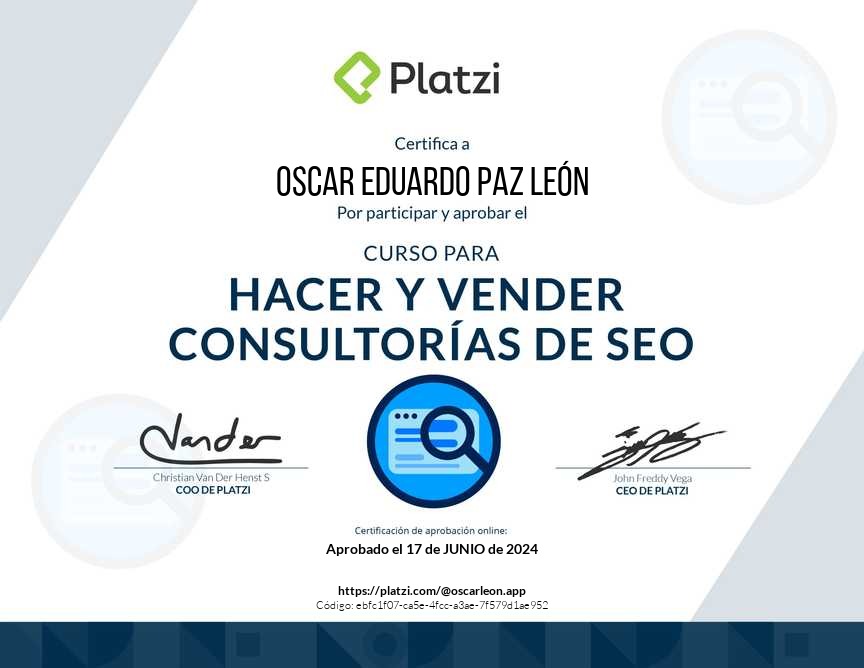 Platzi
Certifica a
OSCAR EDUARDO PAZ LEÓN
Por participar y aprobar el
CURSO PARA
HACER Y VENDER
CONSULTORÍAS DE SEO
Vander
Christian Van Der Henst S
COO DE PLATZI
John Freddy Vega
CEO DE PLATZI
Certificación de aprobación online:
Aprobado el 17 de JUNIO de 2024
https://platzi.com/@oscarleon.app
Código: ebfc1f07-ca5e-4fcc-a3ae-7f579d1ae952